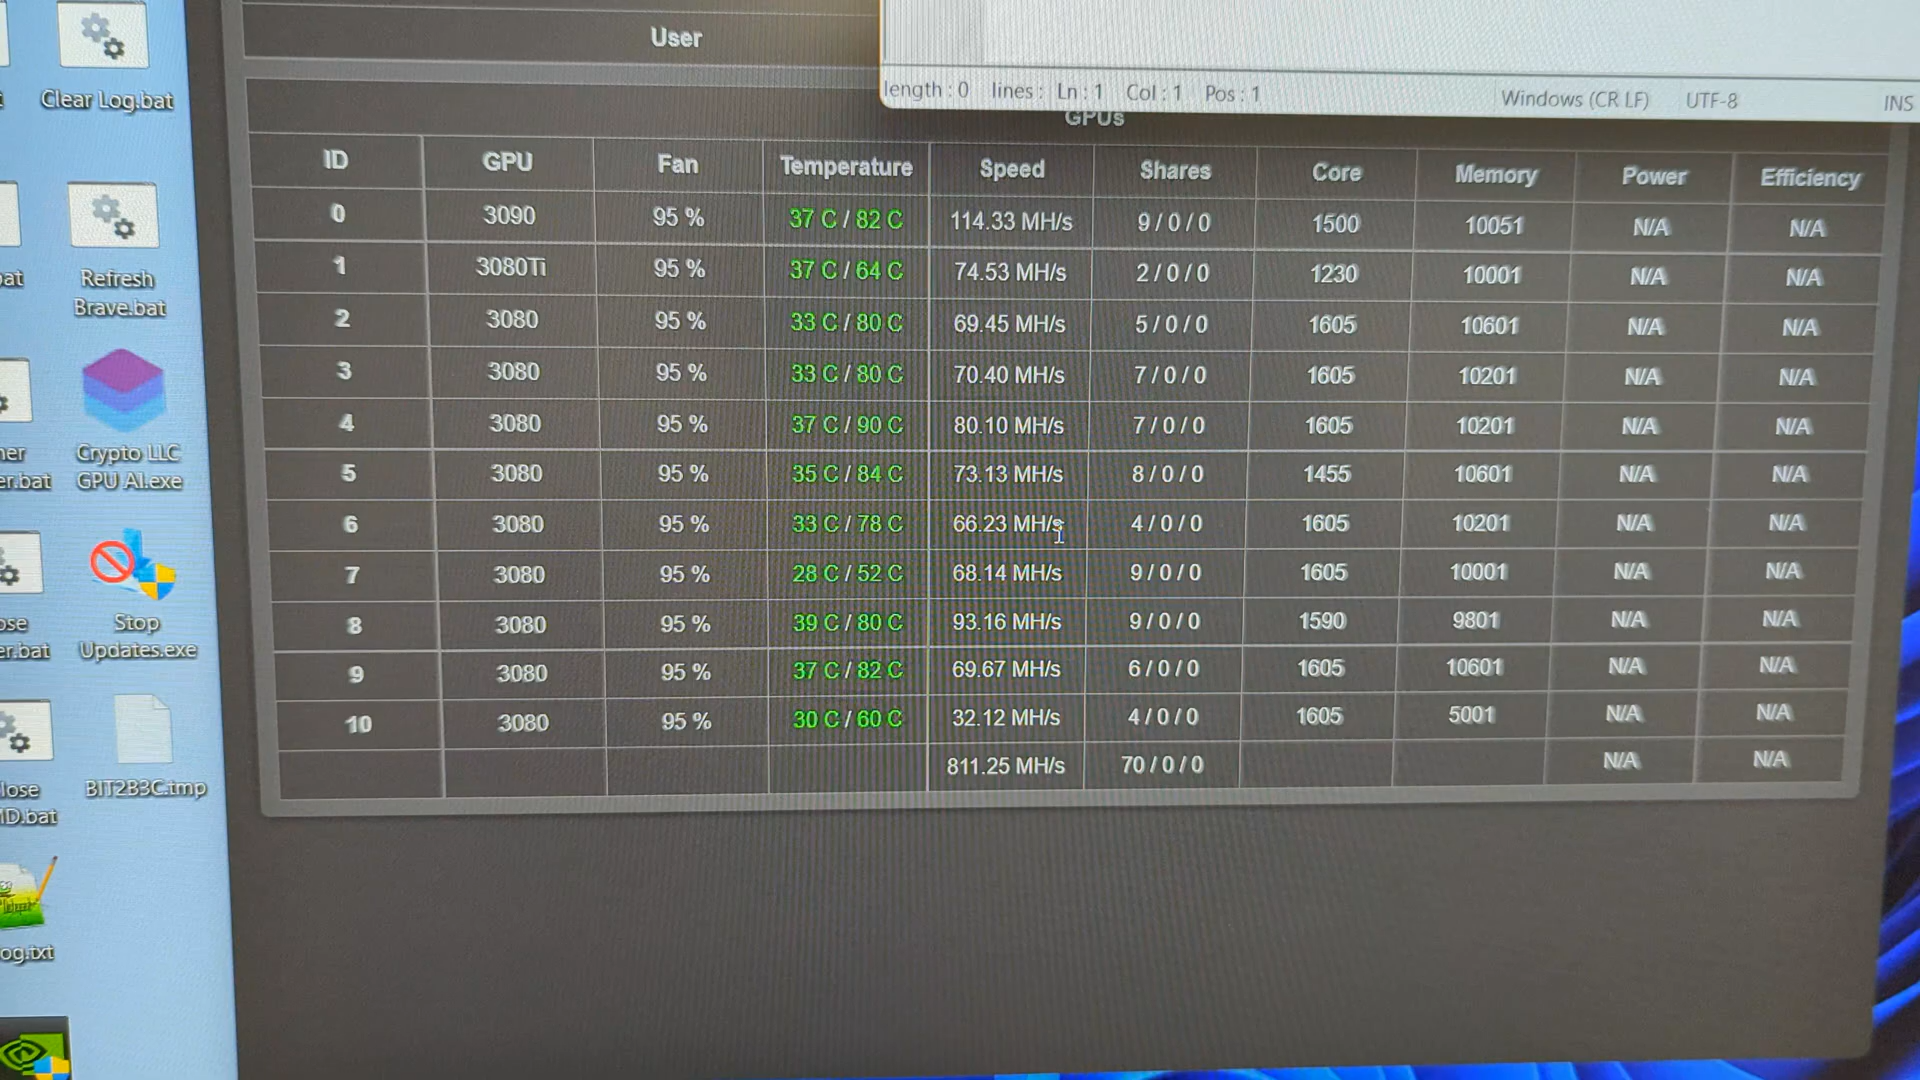 User
length : 0 lines : Ln : 1 Col : 1 Pos : 1 Windows (CR LF) UTF-8 INS
GPUs
ID GPU Fan Temperature Speed Shares Core Memory Power Efficiency
0 3090 95 % 37 C / 82 C 114.33 MH/s 9 / 0 / 0 1500 10051 N/A N/A
1 3080Ti 95 % 37 C / 64 C 74.53 MH/s 2 / 0 / 0 1230 10001 N/A N/A
2 3080 95 % 33 C / 80 C 69.45 MH/s 5 / 0 / 0 1605 10601 N/A N/A
3 3080 95 % 33 C / 80 C 70.40 MH/s 7 / 0 / 0 1605 10201 N/A N/A
4 3080 95 % 37 C / 90 C 80.10 MH/s 7 / 0 / 0 1605 10201 N/A N/A
5 3080 95 % 35 C / 84 C 73.13 MH/s 8 / 0 / 0 1455 10601 N/A N/A
6 3080 95 % 33 C / 78 C 66.23 MH/s 4 / 0 / 0 1605 10201 N/A N/A
7 3080 95 % 28 C / 52 C 68.14 MH/s 9 / 0 / 0 1605 10001 N/A N/A
8 3080 95 % 39 C / 80 C 93.16 MH/s 9 / 0 / 0 1590 9801 N/A N/A
9 3080 95 % 37 C / 82 C 69.67 MH/s 6 / 0 / 0 1605 10601 N/A N/A
10 3080 95 % 30 C / 60 C 32.12 MH/s 4 / 0 / 0 1605 5001 N/A N/A
811.25 MH/s 70 / 0 / 0 N/A N/A
Clear Log.bat
Refresh
Brave.bat
Crypto LLC
GPU AI.exe
Stop
Updates.exe
BIT2B3C.tmp
at
er.bat
er.bat
lose
og.txt